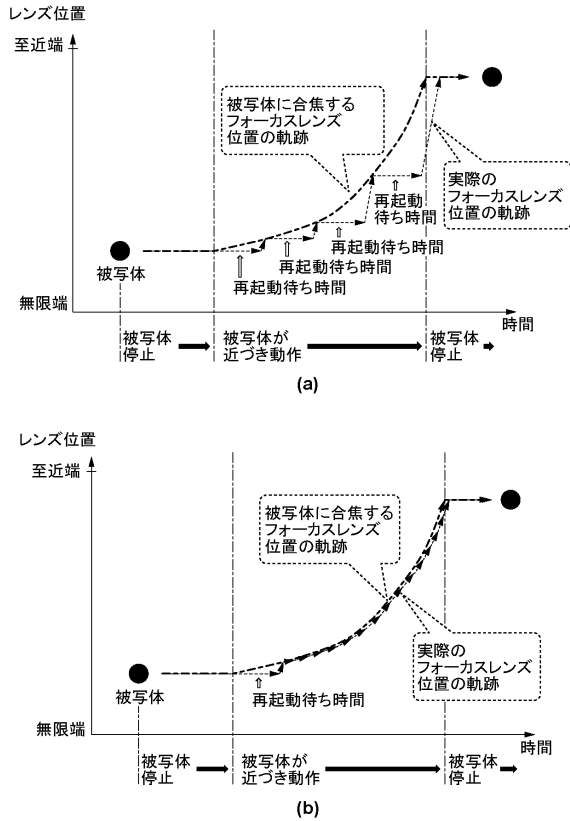 レンズ位置
至近端
被写体に合焦する
フォーカスレンズ
位置の軌跡
実際の
フォーカスレンズ
位置の軌跡
再起動
待ち時間
再起動待ち時間
再起動待ち時間
再起動待ち時間
被写体
無限端
時間
被写体
停止
被写体が
近づき動作
被写体
停止
(a)
レンズ位置
至近端
被写体に合焦する
フォーカスレンズ
位置の軌跡
実際の
フォーカスレンズ
位置の軌跡
被写体
再起動待ち時間
無限端
時間
被写体
停止
被写体が
近づき動作
被写体
停止
(b)